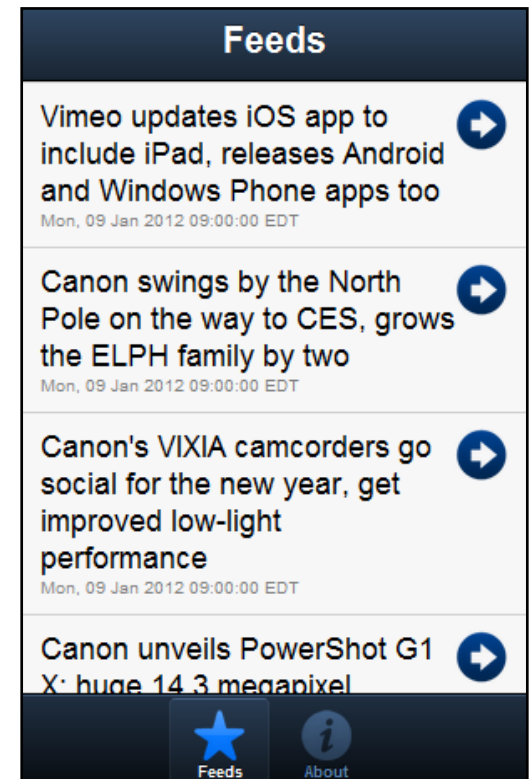 Feeds
Vimeo updates iOS app to
include iPad, releases Android
and Windows Phone apps too
Mon, 09 Jan 2012 09:00:00 EDT
Canon swings by the North
Pole on the way to CES, grows
the ELPH family by two
Mon, 09 Jan 2012 09:00:00 EDT
Canon's VIXIA camcorders go
social for the new year, get
improved low-light
performance
Mon, 09 Jan 2012 09:00:00 EDT
Canon unveils PowerShot G1
X: huge 14.3 megapixel
Feeds
About